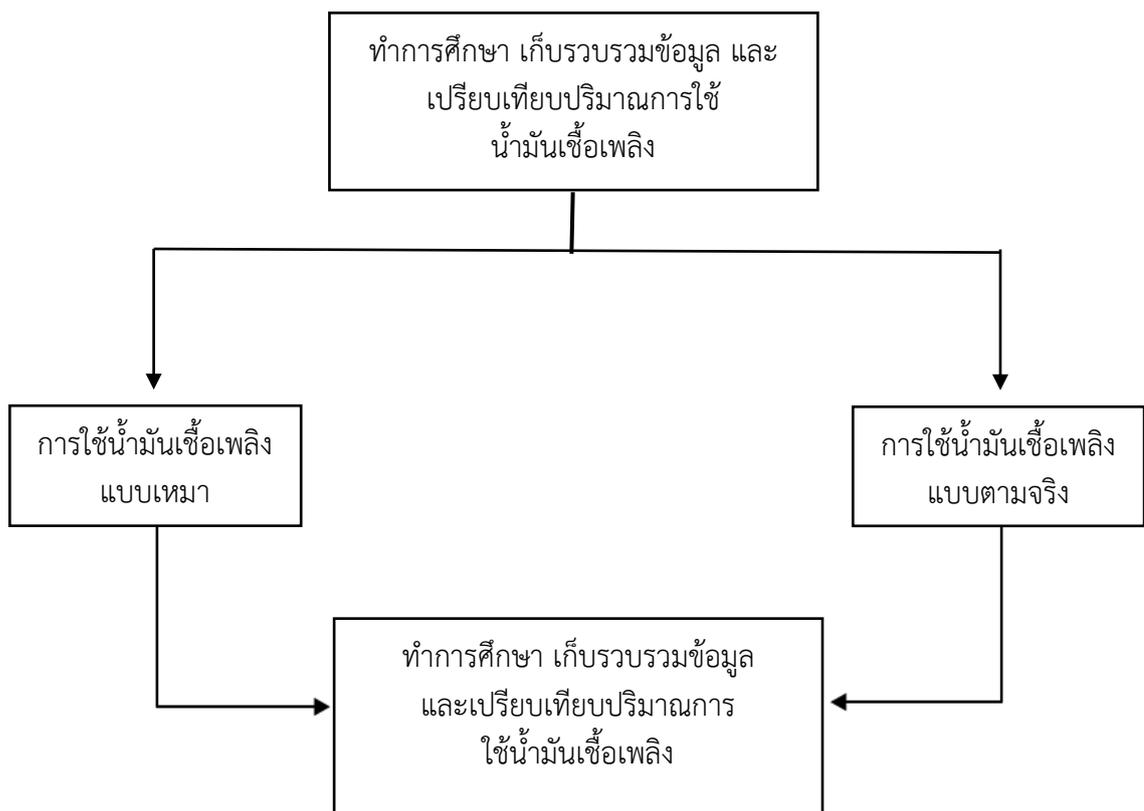 ทำการศึกษา เก็บรวบรวมข้อมูล และ
เปรียบเทียบปริมาณการใช้
น้ำมันเชื้อเพลิง
การใช้น้ำมันเชื้อเพลิง
แบบเหมา
การใช้น้ำมันเชื้อเพลิง
แบบตามจริง
ทำการศึกษา เก็บรวบรวมข้อมูล
และเปรียบเทียบปริมาณการ
ใช้น้ำมันเชื้อเพลิง